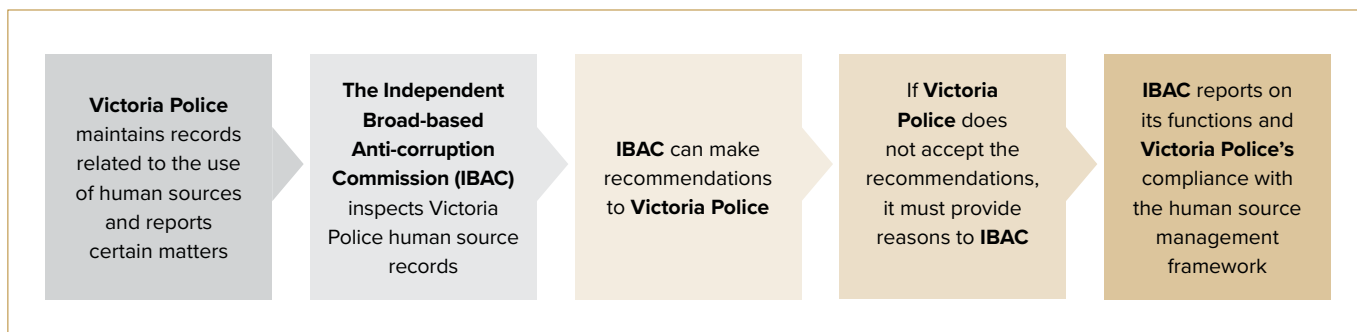 Victoria Police
maintains records
related to the use
of human sources
and reports
certain matters
The Independent
Broad-based
Anti-corruption
Commission (IBAC)
inspects Victoria
Police human source
records
IBAC can make
recommendations
to Victoria Police
If Victoria
Police does
not accept the
recommendations,
it must provide
reasons to IBAC
IBAC reports on
its functions and
Victoria Police’s
compliance with
the human source
management
framework